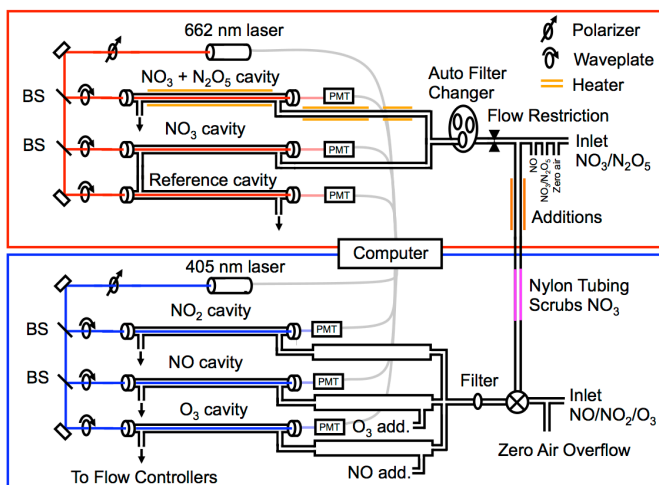 662 nm laser
Polarizer
Waveplate
Heater
BS
NO₃ + N₂O₅ cavity
PMT
Auto Filter
Changer
Flow Restriction
NO₃ cavity
BS
PMT
Inlet
NO₃/N₂O₅
NO
NO₃/N₂O₅
Zero air
Reference cavity
PMT
Additions
Computer
405 nm laser
Nylon Tubing
Scrubs NO₃
NO₂ cavity
BS
PMT
NO cavity
BS
PMT
Filter
Inlet
NO/NO₂/O₃
O₃ cavity
PMT
O₃ add.
Zero Air Overflow
NO add.
To Flow Controllers